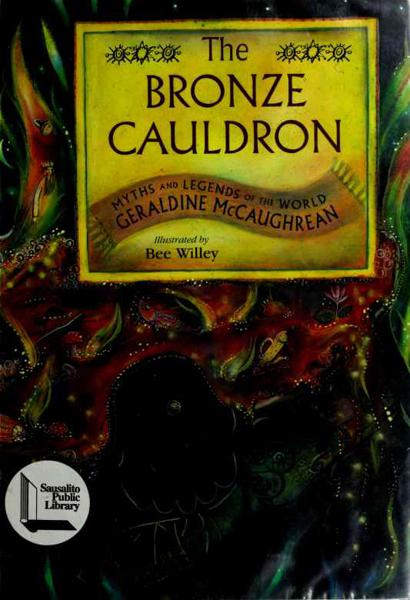 The
BRONZE
CAULDRON
MYTHS AND LEGENDS OF THE WORLD
GERALDINE McCAUGHREAN
Illustrated by
Bee Willey
Sausalito
Public
Library